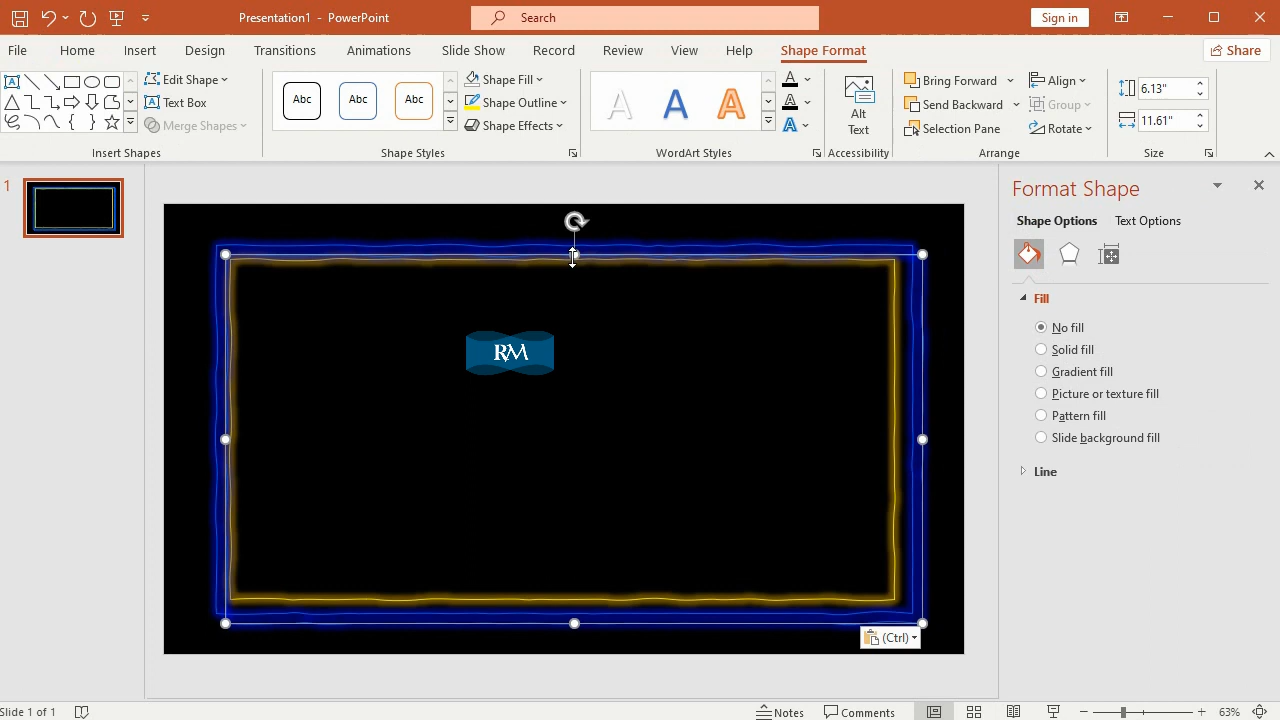 Presentation1 - PowerPoint
Search
Sign in
File Home Insert Design Transitions Animations Slide Show Record Review View Help Shape Format
Share
Edit Shape
Text Box
Merge Shapes
Insert Shapes
Abc Abc Abc
Shape Fill
Shape Outline
Shape Effects
Shape Styles
A A A
A
A
A
WordArt Styles
Alt
Text
Accessibility
Bring Forward
Send Backward
Selection Pane
Align
Group
Rotate
Arrange
6.13"
11.61"
Size
1
RM
(Ctrl)
Format Shape
Shape Options Text Options
Fill
No fill
Solid fill
Gradient fill
Picture or texture fill
Pattern fill
Slide background fill
Line
Slide 1 of 1
Notes
Comments
63%